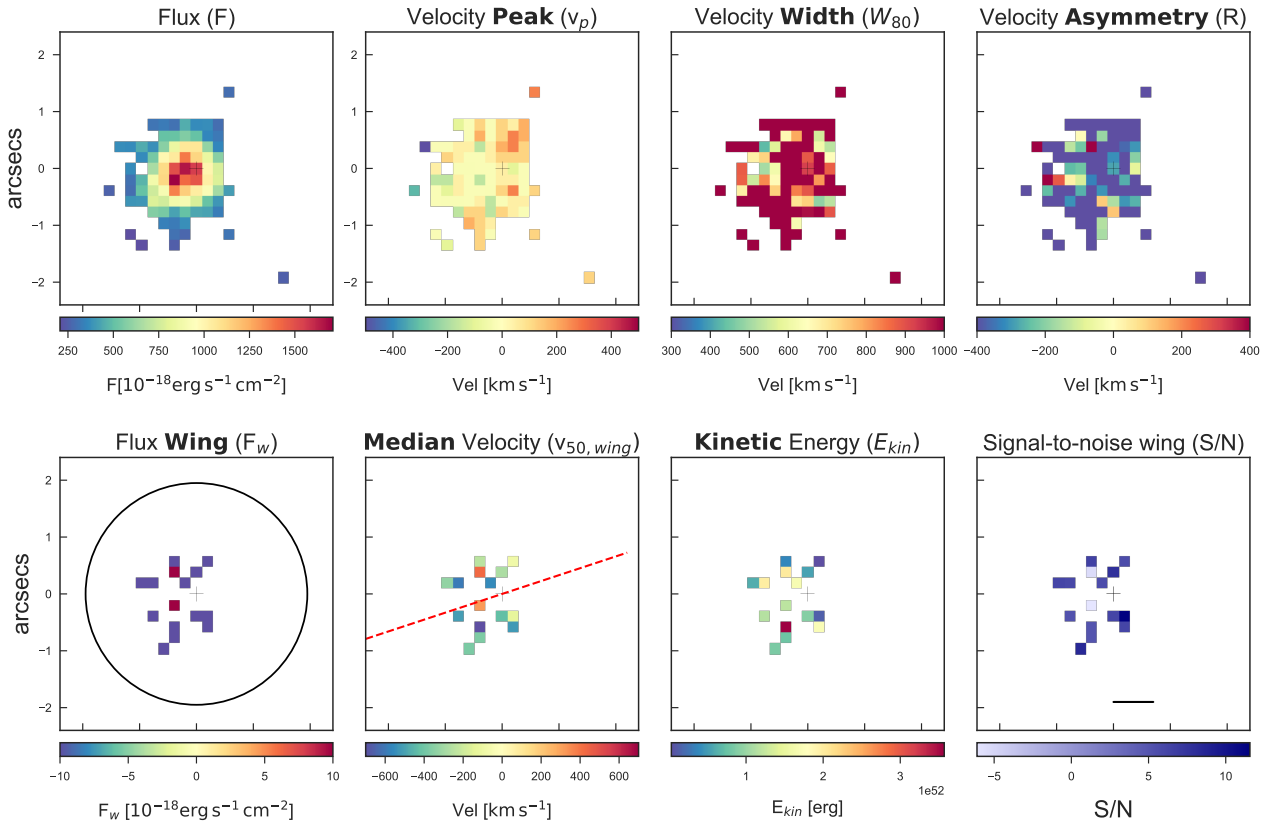 Flux (F)
Velocity Peak (v_p)
Velocity Width (W_80)
Velocity Asymmetry (R)
arcsecs
2
1
0
−1
−2
250 500 750 1000 1250 1500
−400 −200 0 200 400
300 400 500 600 700 800 900 1000
−400 −200 0 200 400
F[10^−18 erg s^−1 cm^−2]
Vel [km s^−1]
Vel [km s^−1]
Vel [km s^−1]
Flux Wing (F_w)
Median Velocity (v_50, wing)
Kinetic Energy (E_kin)
Signal-to-noise wing (S/N)
arcsecs
2
1
0
−1
−2
−10 −5 0 5 10
−600 −400 −200 0 200 400 600
1 2 3
1e52
−5 0 5 10
F_w [10^−18 erg s^−1 cm^−2]
Vel [km s^−1]
E_kin [erg]
S/N